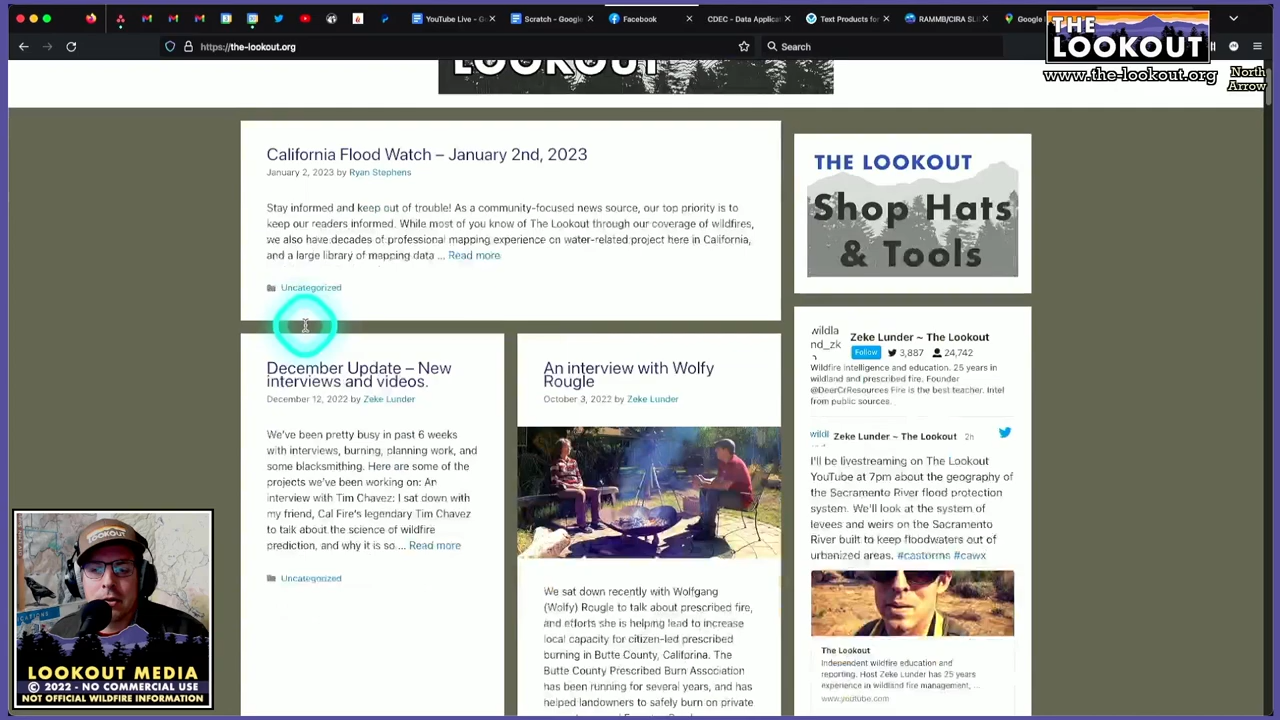 YouTube Live - G
Scratch - Google
Facebook
CDEC - Data Applica
Text Products for
RAMMB/CIRA SL
Google
https://the-lookout.org
Search
THE
LOOKOUT
www.the-lookout.org
North
Arrow
LOOKOUT
California Flood Watch – January 2nd, 2023
January 2, 2023 by Ryan Stephens
Stay informed and keep out of trouble! As a community-focused news source, our top priority is to
keep our readers informed. While most of you know of The Lookout through our coverage of wildfires,
we also have decades of professional mapping experience on water-related project here in California,
and a large library of mapping data ... Read more
Uncategorized
December Update – New
interviews and videos.
December 12, 2022 by Zeke Lunder
We've been pretty busy in past 6 weeks
with interviews, burning, planning work, and
some blacksmithing. Here are some of the
projects we've been working on: An
interview with Tim Chavez: I sat down with
my friend, Cal Fire's legendary Tim Chavez
to talk about the science of wildfire
prediction, and why it is so ... Read more
Uncategorized
An interview with Wolfy
Rougle
October 3, 2022 by Zeke Lunder
We sat down recently with Wolfgang
(Wolfy) Rougle to talk about prescribed fire,
and efforts she is helping lead to increase
local capacity for citizen-led prescribed
burning in Butte County, California. The
Butte County Prescribed Burn Association
has been running for several years, and has
helped landowners to safely burn on private
THE LOOKOUT
Shop Hats
& Tools
wildla
nd_zk
Zeke Lunder ~ The Lookout
Follow 3,887 24,742
Wildfire intelligence and education. 25 years in
wildland and prescribed fire. Founder
@DeerCrResources Fire is the best teacher. Intel
from public sources.
wildl Zeke Lunder ~ The Lookout 2h
I'll be livestreaming on The Lookout
YouTube at 7pm about the geography of
the Sacramento River flood protection
system. We'll look at the system of
levees and weirs on the Sacramento
River built to keep floodwaters out of
urbanized areas. #castorms #cawx
The Lookout
Independent wildfire education and
reporting. Host Zeke Lunder has 25 years
experience in wildland fire management, ...
www.youtube.com
LOOKOUT
LOOKOUT MEDIA
© 2022 - NO COMMERCIAL USE
NOT OFFICIAL WILDFIRE INFORMATION